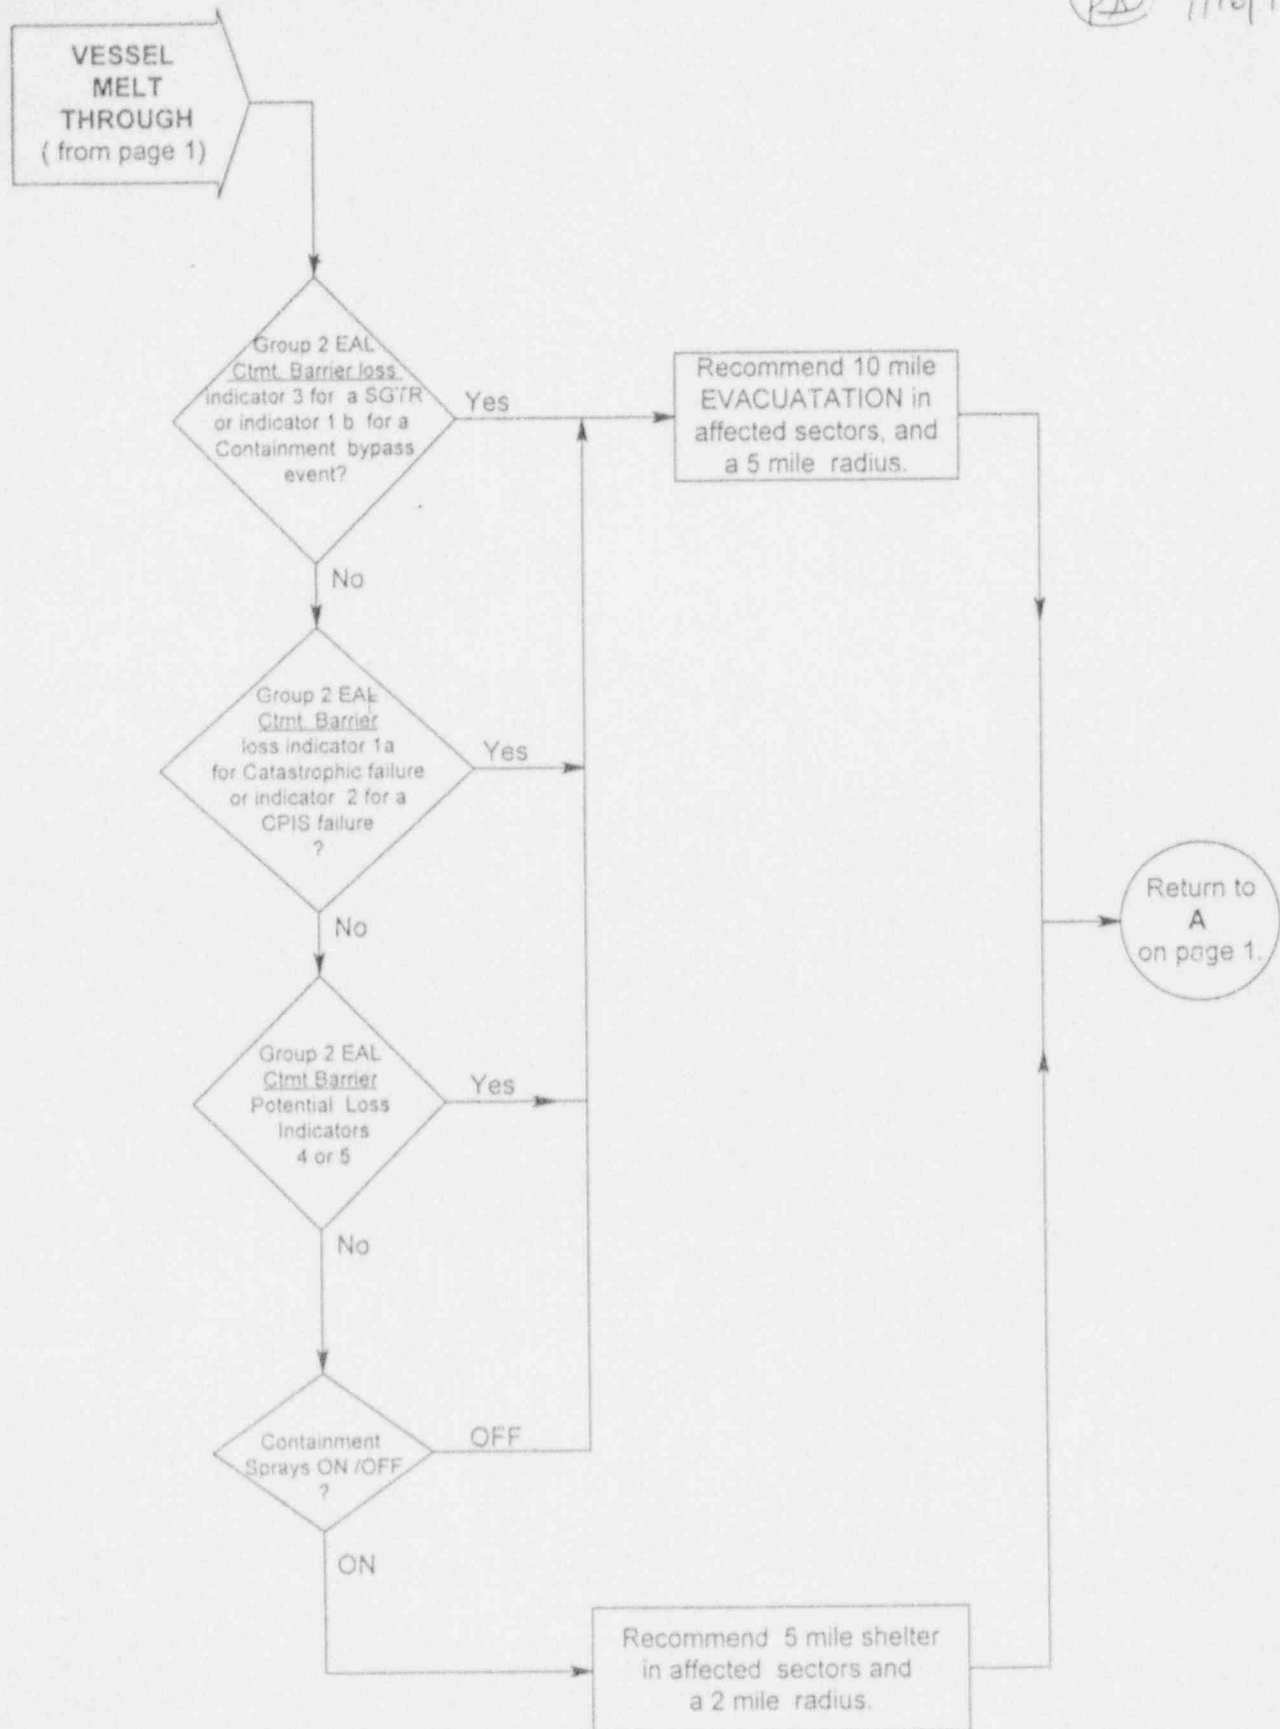 VESSEL
MELT
THROUGH
( from page 1)
Group 2 EAL
Ctmt. Barrier loss
indicator 3 for a SGTR
or indicator 1 b for a
Containment bypass
event?
Yes
Recommend 10 mile
EVACUATATION in
affected sectors, and
a 5 mile radius.
No
Group 2 EAL
Ctmt. Barrier
loss indicator 1a
for Catastrophic failure
or indicator 2 for a
CPIS failure
?
Yes
Return to
A
on page 1.
No
Group 2 EAL
Ctmt Barrier
Potential Loss
Indicators
4 or 5
Yes
No
Containment
Sprays ON /OFF
?
OFF
ON
Recommend 5 mile shelter
in affected sectors and
a 2 mile radius.